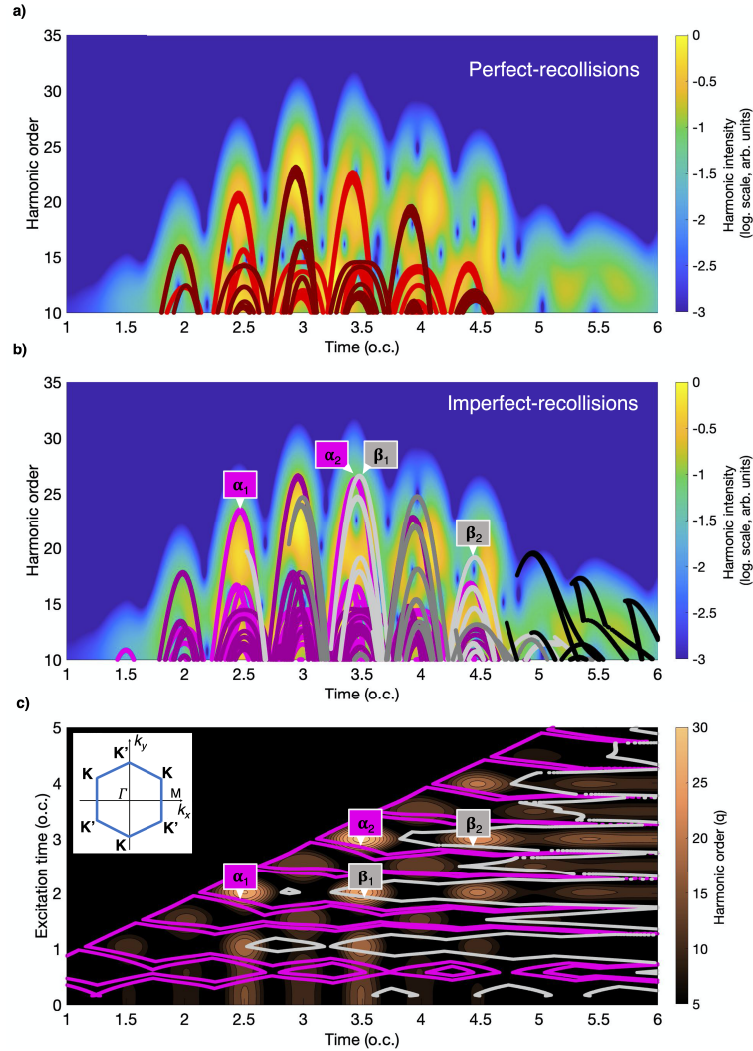 a)
35
30
25
20
15
10
Harmonic order
Perfect-recollisions
1 1.5 2 2.5 3 3.5 4 4.5 5 5.5 6
Time (o.c.)
0
-0.5
-1
-1.5
-2
-2.5
-3
Harmonic intensity
(log. scale, arb. units)
b)
35
30
25
20
15
10
Harmonic order
Imperfect-recollisions
α1
α2
β1
β2
1 1.5 2 2.5 3 3.5 4 4.5 5 5.5 6
Time (o.c.)
0
-0.5
-1
-1.5
-2
-2.5
-3
Harmonic intensity
(log. scale, arb. units)
c)
5
4
3
2
1
0
Excitation time (o.c.)
K' ky
K K
Γ M
kx
K' K'
K
α2
β2
α1
β1
1 1.5 2 2.5 3 3.5 4 4.5 5 5.5 6
Time (o.c.)
30
25
20
15
10
5
Harmonic order (q)